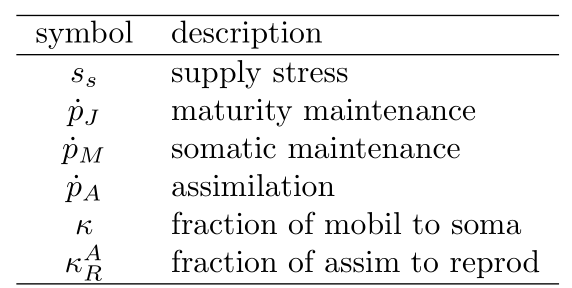 symbol description
sₛ supply stress
ṗ_J maturity maintenance
ṗ_M somatic maintenance
ṗ_A assimilation
κ fraction of mobil to soma
κ_R^A fraction of assim to reprod